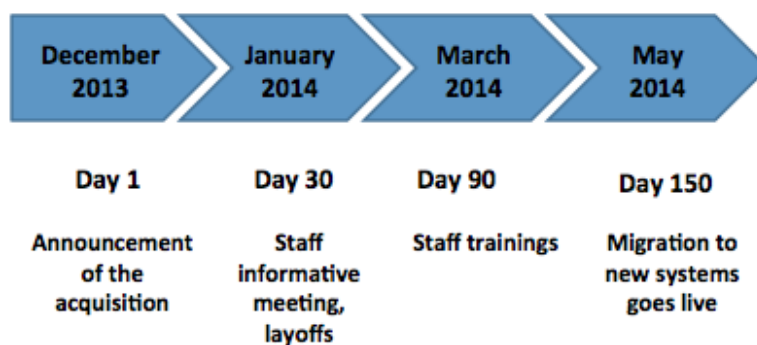 December
2013
January
2014
March
2014
May
2014
Day 1
Day 30
Day 90
Day 150
Announcement
of the
acquisition
Staff
informative
meeting,
layoffs
Staff trainings
Migration to
new systems
goes live